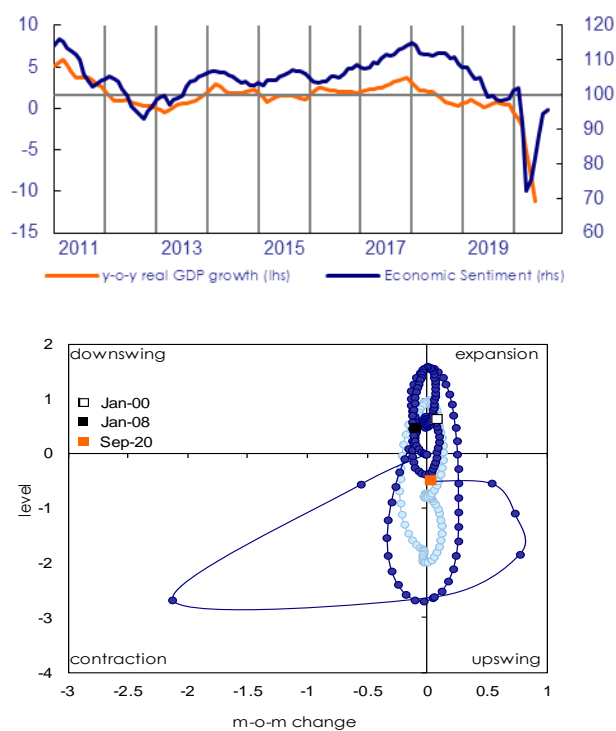 10 120
5 110
0 100
-5 90
-10 80
70
-15 60
2011 2013 2015 2017 2019
y-o-y real GDP growth (lhs) Economic Sentiment (rhs)
2
downswing expansion
Jan-00
1
Jan-08
Sep-20
0
level
-1
-2
-3
contraction upswing
-4
-3 -2.5 -2 -1.5 -1 -0.5 0 0.5 1
m-o-m change